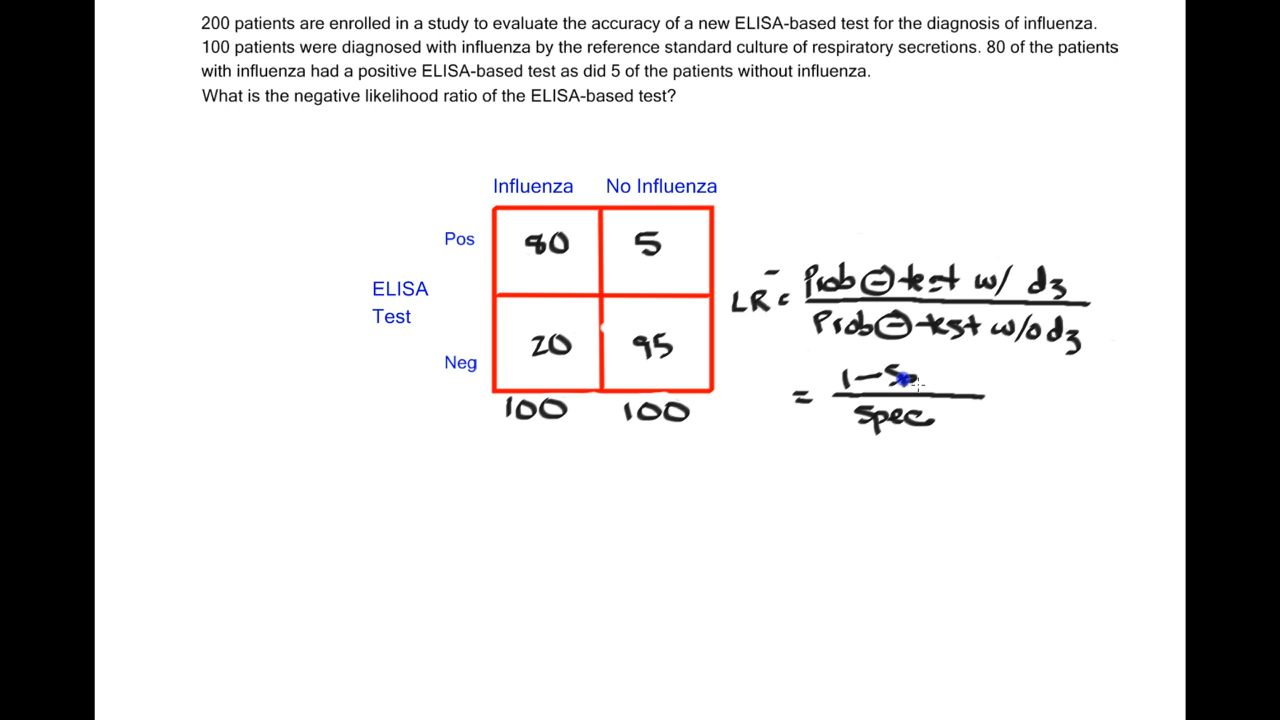 200 patients are enrolled in a study to evaluate the accuracy of a new ELISA-based test for the diagnosis of influenza.
100 patients were diagnosed with influenza by the reference standard culture of respiratory secretions. 80 of the patients
with influenza had a positive ELISA-based test as did 5 of the patients without influenza.
What is the negative likelihood ratio of the ELISA-based test?
Influenza No Influenza
Pos 80 5
ELISA
Test
Neg 20 95
100 100
LR⁻ = Prob ⊖ test w/ dz
Prob ⊖ test w/o dz
= 1 -
Spec